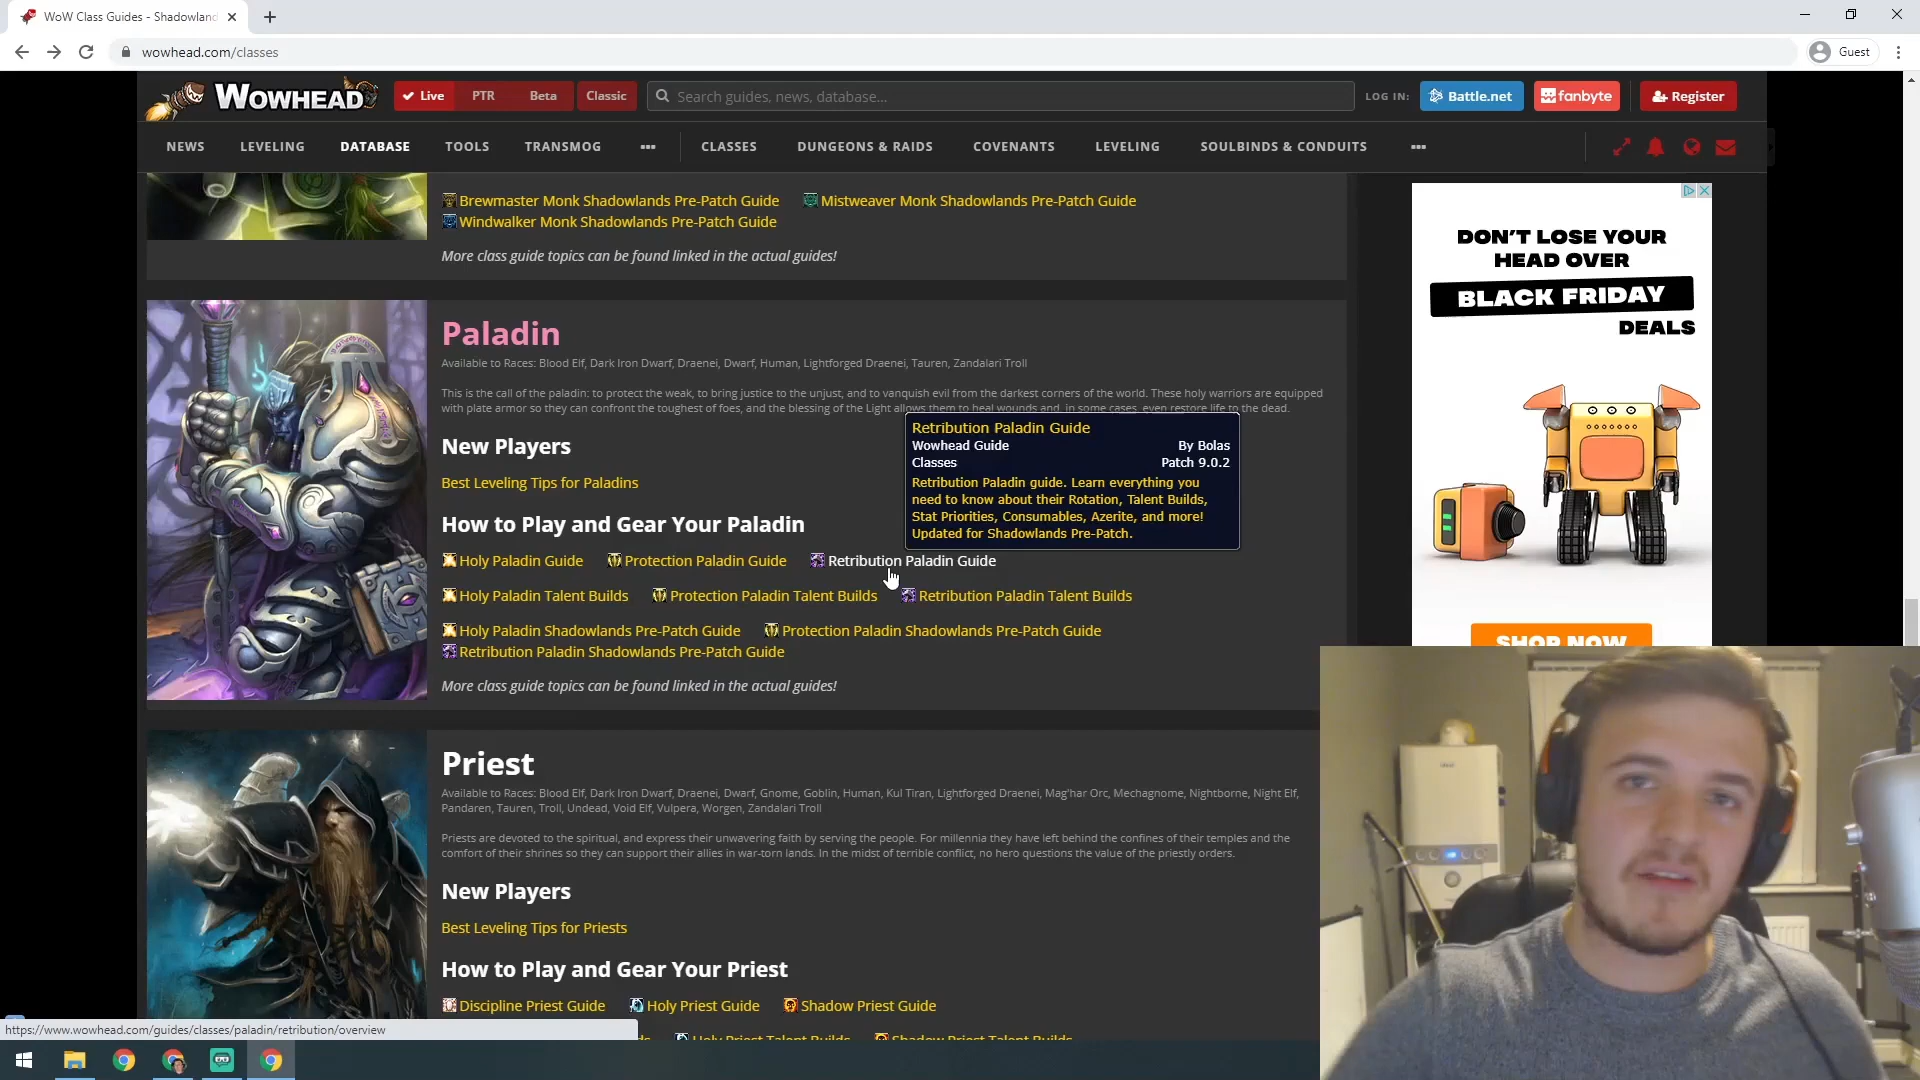 WoW Class Guides - Shadowland
wowhead.com/classes
Guest
WOWHEAD
Live PTR Beta Classic
Search guides, news, database...
LOG IN: Battle.net fanbyte Register
NEWS LEVELING DATABASE TOOLS TRANSMOG ••• CLASSES DUNGEONS & RAIDS COVENANTS LEVELING SOULBINDS & CONDUITS •••
Brewmaster Monk Shadowlands Pre-Patch Guide Mistweaver Monk Shadowlands Pre-Patch Guide
Windwalker Monk Shadowlands Pre-Patch Guide
More class guide topics can be found linked in the actual guides!
Paladin
Available to Races: Blood Elf, Dark Iron Dwarf, Draenei, Dwarf, Human, Lightforged Draenei, Tauren, Zandalari Troll
This is the call of the paladin: to protect the weak, to bring justice to the unjust, and to vanquish evil from the darkest corners of the world. These holy warriors are equipped
with plate armor so they can confront the toughest of foes, and the blessing of the Light allows them to heal wounds and, in some cases, even restore life to the dead.
New Players
Best Leveling Tips for Paladins
How to Play and Gear Your Paladin
Holy Paladin Guide Protection Paladin Guide Retribution Paladin Guide
Holy Paladin Talent Builds Protection Paladin Talent Builds Retribution Paladin Talent Builds
Holy Paladin Shadowlands Pre-Patch Guide Protection Paladin Shadowlands Pre-Patch Guide
Retribution Paladin Shadowlands Pre-Patch Guide
More class guide topics can be found linked in the actual guides!
Retribution Paladin Guide
Wowhead Guide By Bolas
Classes Patch 9.0.2
Retribution Paladin guide. Learn everything you
need to know about their Rotation, Talent Builds,
Stat Priorities, Consumables, Azerite, and more!
Updated for Shadowlands Pre-Patch.
DON'T LOSE YOUR
HEAD OVER
BLACK FRIDAY
DEALS
SHOP NOW
Priest
Available to Races: Blood Elf, Dark Iron Dwarf, Draenei, Dwarf, Gnome, Goblin, Human, Kul Tiran, Lightforged Draenei, Mag'har Orc, Mechagnome, Nightborne, Night Elf,
Pandaren, Tauren, Troll, Undead, Void Elf, Vulpera, Worgen, Zandalari Troll
Priests are devoted to the spiritual, and express their unwavering faith by serving the people. For millennia they have left behind the confines of their temples and the
comfort of their shrines so they can support their allies in war-torn lands. In the midst of terrible conflict, no hero questions the value of the priestly orders.
New Players
Best Leveling Tips for Priests
How to Play and Gear Your Priest
Discipline Priest Guide Holy Priest Guide Shadow Priest Guide
Holy Priest Talent Builds Shadow Priest Talent Builds
https://www.wowhead.com/guides/classes/paladin/retribution/overview